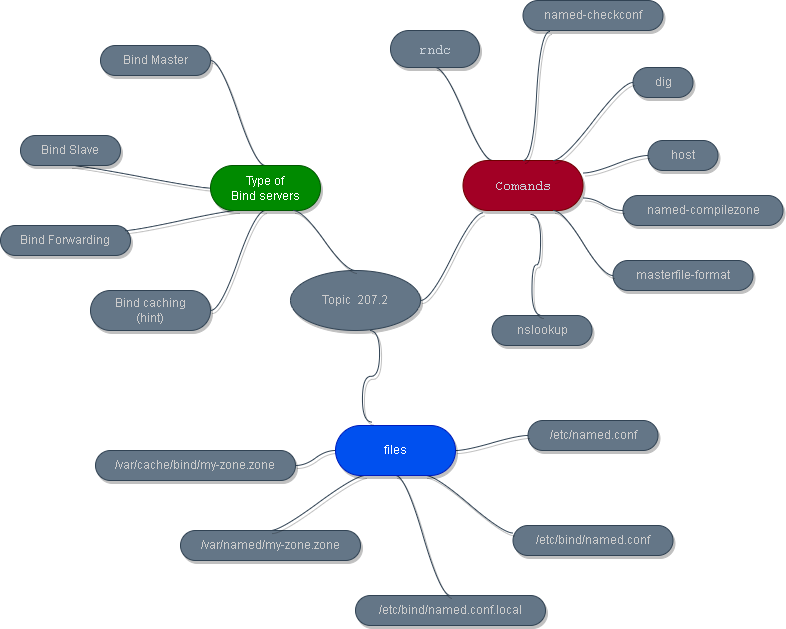 named-checkconf
rndc
Bind Master
dig
Bind Slave
host
Type of
Bind servers
Comands
named-compilezone
Bind Forwarding
masterfile-format
Bind caching
(hint)
Topic 207.2
nslookup
files
/etc/named.conf
/var/cache/bind/my-zone.zone
/var/named/my-zone.zone
/etc/bind/named.conf
/etc/bind/named.conf.local